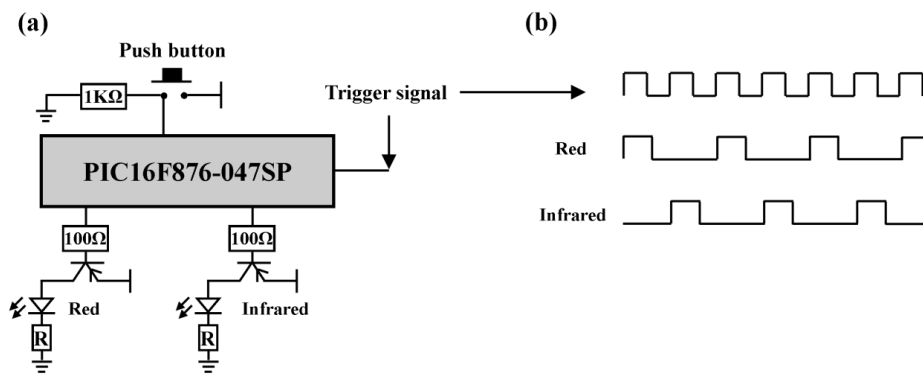 (a)
Push button
1KΩ
Trigger signal
PIC16F876-047SP
100Ω
100Ω
Red
Infrared
R
R
(b)
Red
Infrared